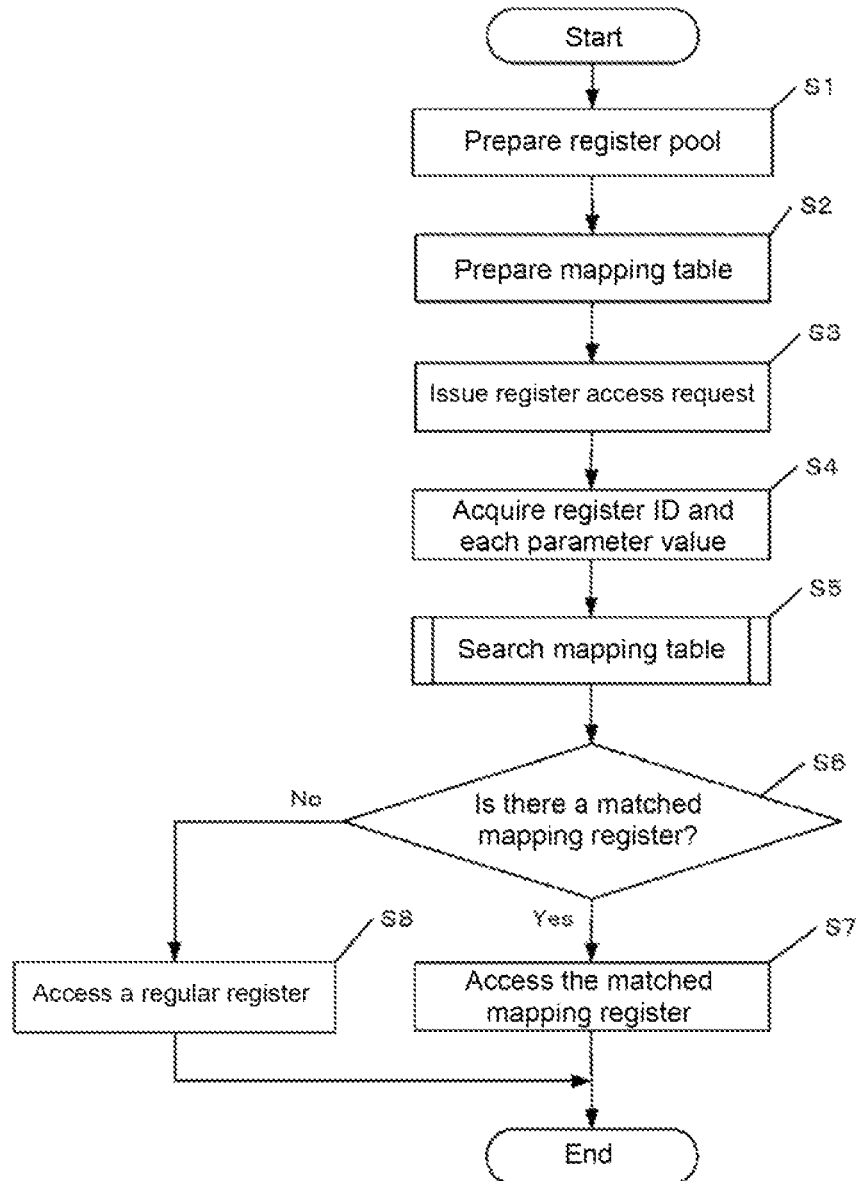 Start
S1
Prepare register pool
S2
Prepare mapping table
S3
Issue register access request
S4
Acquire register ID and
each parameter value
S5
Search mapping table
S6
Is there a matched
mapping register?
No
Yes
S8
Access a regular register
S7
Access the matched
mapping register
End